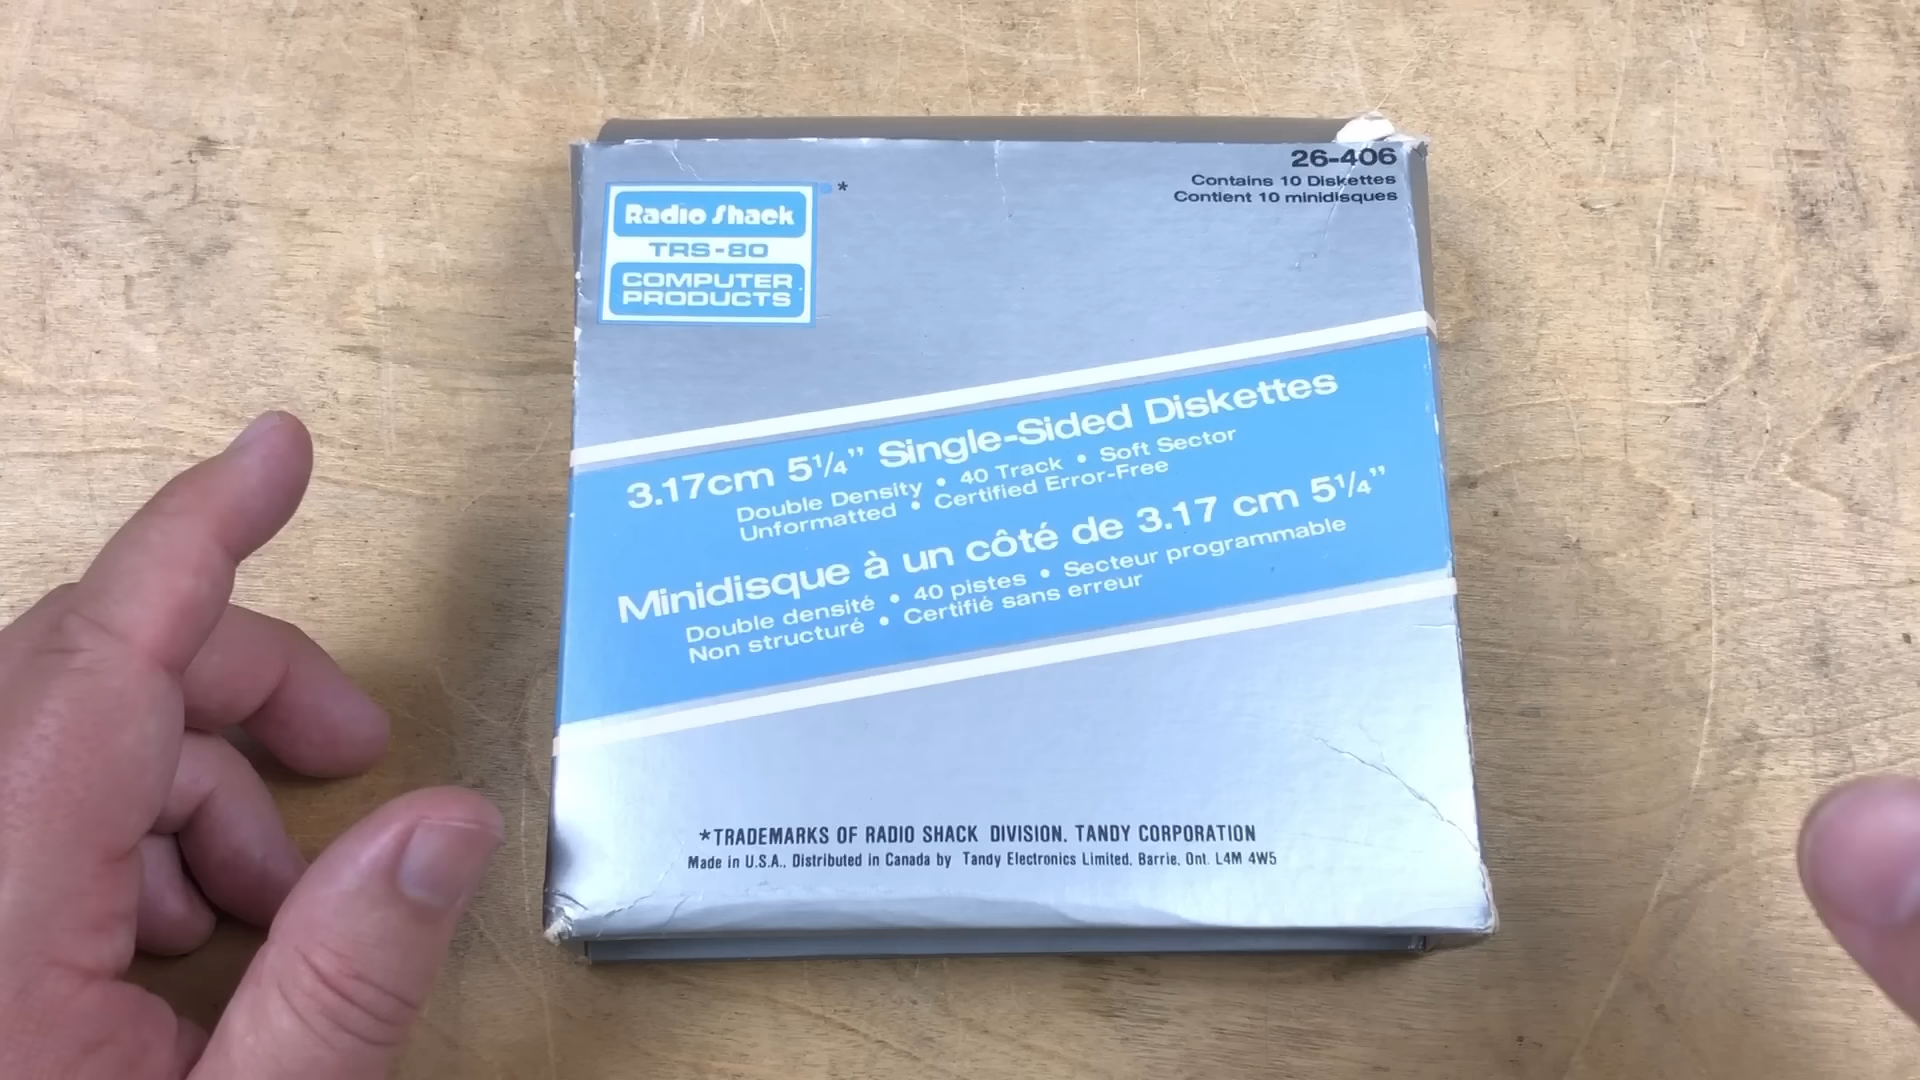 26-406
Contains 10 Diskettes
Contient 10 minidisques
*
Radio Shack
TRS-80
COMPUTER
PRODUCTS
3.17cm 5¼" Single-Sided Diskettes
Double Density • 40 Track • Soft Sector
Unformatted • Certified Error-Free
Minidisque à un côté de 3.17 cm 5¼"
Double densité • 40 pistes • Secteur programmable
Non structuré • Certifié sans erreur
*TRADEMARKS OF RADIO SHACK DIVISION. TANDY CORPORATION
Made in U.S.A., Distributed in Canada by Tandy Electronics Limited, Barrie, Ont. L4M 4W5